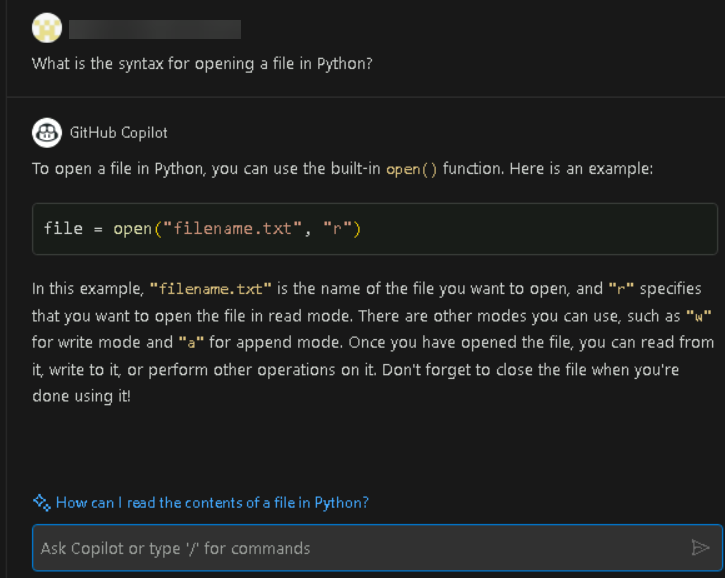 What is the syntax for opening a file in Python?
GitHub Copilot
To open a file in Python, you can use the built-in open() function. Here is an example:
file = open("filename.txt", "r")
In this example, "filename.txt" is the name of the file you want to open, and "r" specifies
that you want to open the file in read mode. There are other modes you can use, such as "w"
for write mode and "a" for append mode. Once you have opened the file, you can read from
it, write to it, or perform other operations on it. Don't forget to close the file when you're
done using it!
How can I read the contents of a file in Python?
Ask Copilot or type '/' for commands